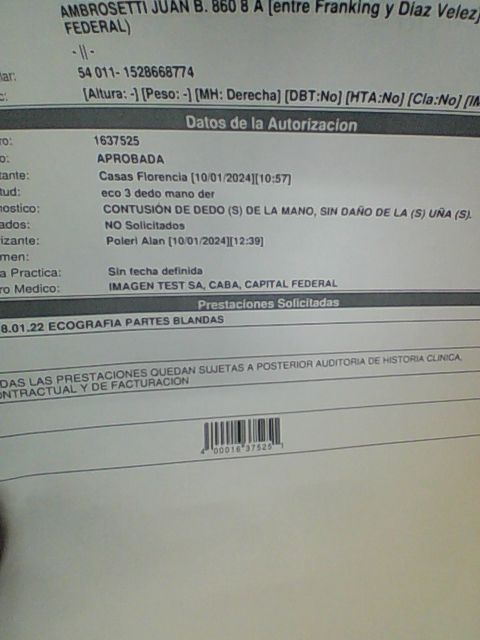 AMBROSETTI JUAN B. 860 8 A [entre Franking y Diaz Velez]
FEDERAL)
- || -
lar: 54 011- 1528668774
[Altura: -] [Peso: -] [MH: Derecha] [DBT:No] [HTA:No] [Cla:No]
Datos de la Autorizacion
ro: 1637525
o: APROBADA
tante: Casas Florencia [10/01/2024][10:57]
tud: eco 3 dedo mano der
nostico: CONTUSIÓN DE DEDO (S) DE LA MANO, SIN DAÑO DE LA (S) UÑA (S).
ados: NO Solicitados
izante: Poleri Alan [10/01/2024][12:39]
men:
a Practica: Sin fecha definida
ro Medico: IMAGEN TEST SA, CABA, CAPITAL FEDERAL
Prestaciones Solicitadas
8.01.22 ECOGRAFIA PARTES BLANDAS
DAS LAS PRESTACIONES QUEDAN SUJETAS A POSTERIOR AUDITORIA DE HISTORIA CLINICA,
ONTRACTUAL Y DE FACTURACION
4 00016 37525 1